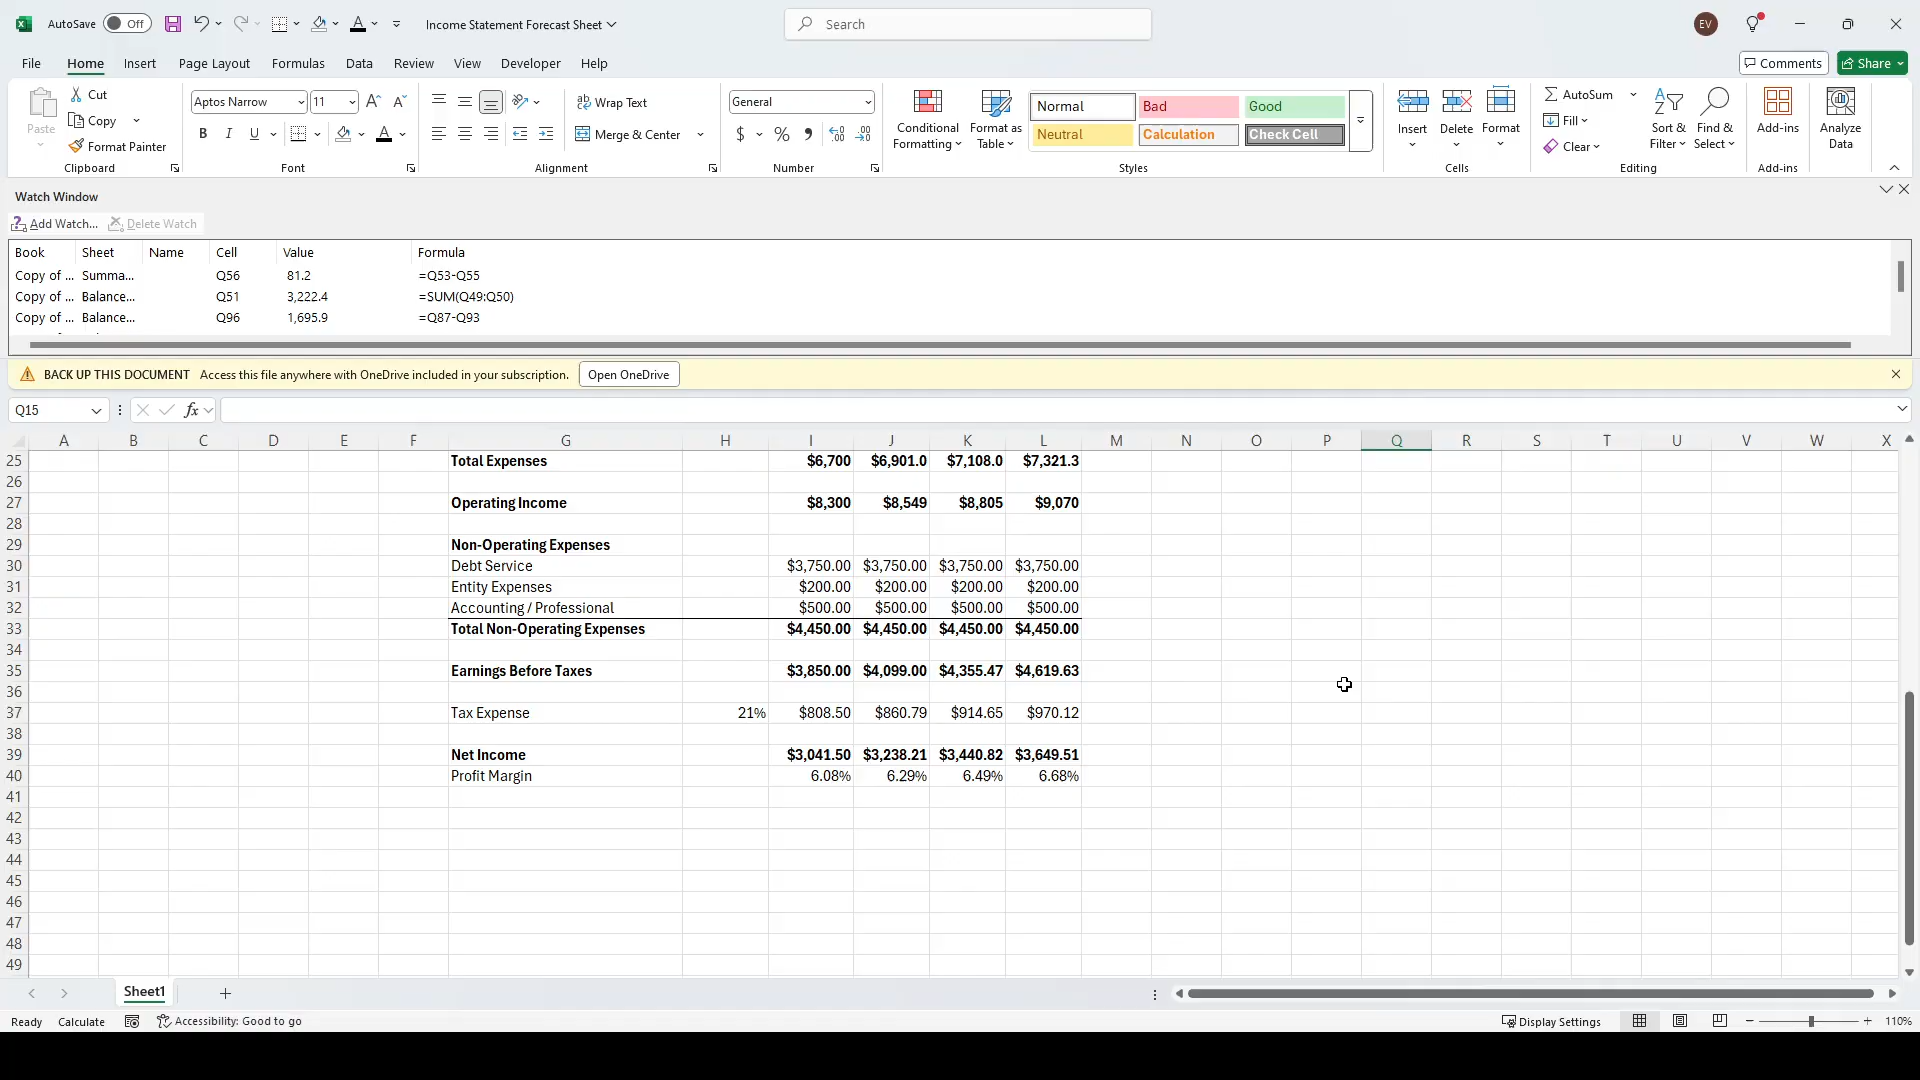 AutoSave Off Income Statement Forecast Sheet Search EV
File Home Insert Page Layout Formulas Data Review View Developer Help Comments Share
Paste Cut Copy Format Painter Clipboard
Aptos Narrow 11 B I U A Font
ab Wrap Text Merge & Center Alignment
General $ % , Number
Conditional Formatting Format as Table
Normal Bad Good
Neutral Calculation Check Cell
Styles
Insert Delete Format Cells
AutoSum Fill Clear Sort & Filter Find & Select Editing
Add-ins Add-ins
Analyze Data
Watch Window
Add Watch... Delete Watch
Book Sheet Name Cell Value Formula
Copy of ... Summa... Q56 81.2 =Q53-Q55
Copy of ... Balance... Q51 3,222.4 =SUM(Q49:Q50)
Copy of ... Balance... Q96 1,695.9 =Q87-Q93
BACK UP THIS DOCUMENT Access this file anywhere with OneDrive included in your subscription. Open OneDrive
Q15 fx
A B C D E F G H I J K L M N O P Q R S T U V W X
25 Total Expenses $6,700 $6,901.0 $7,108.0 $7,321.3
26
27 Operating Income $8,300 $8,549 $8,805 $9,070
28
29 Non-Operating Expenses
30 Debt Service $3,750.00 $3,750.00 $3,750.00 $3,750.00
31 Entity Expenses $200.00 $200.00 $200.00 $200.00
32 Accounting / Professional $500.00 $500.00 $500.00 $500.00
33 Total Non-Operating Expenses $4,450.00 $4,450.00 $4,450.00 $4,450.00
34
35 Earnings Before Taxes $3,850.00 $4,099.00 $4,355.47 $4,619.63
36
37 Tax Expense 21% $808.50 $860.79 $914.65 $970.12
38
39 Net Income $3,041.50 $3,238.21 $3,440.82 $3,649.51
40 Profit Margin 6.08% 6.29% 6.49% 6.68%
41
42
43
44
45
46
47
48
49
Sheet1
Ready Calculate Accessibility: Good to go Display Settings 110%